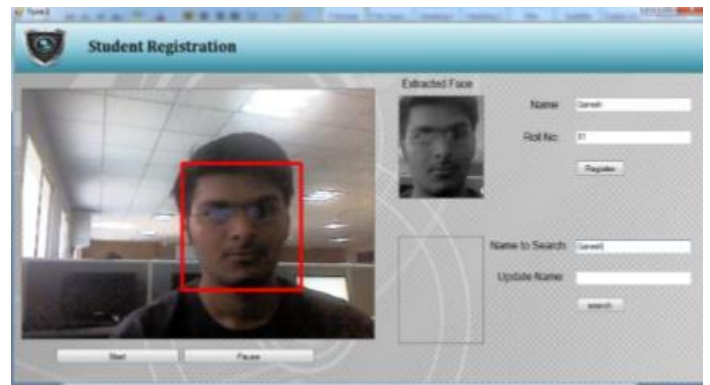 Student Registration
Extracted Face
Name Ganesh
Roll No: 
Register
Name to Search: Ganesh
Update Name:
search
Start Pause